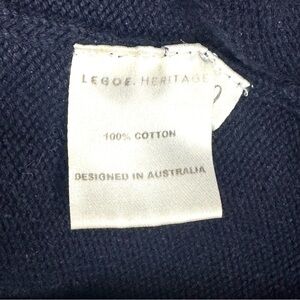 LEGOE. HERITAGE
100% COTTON
DESIGNED IN AUSTRALIA